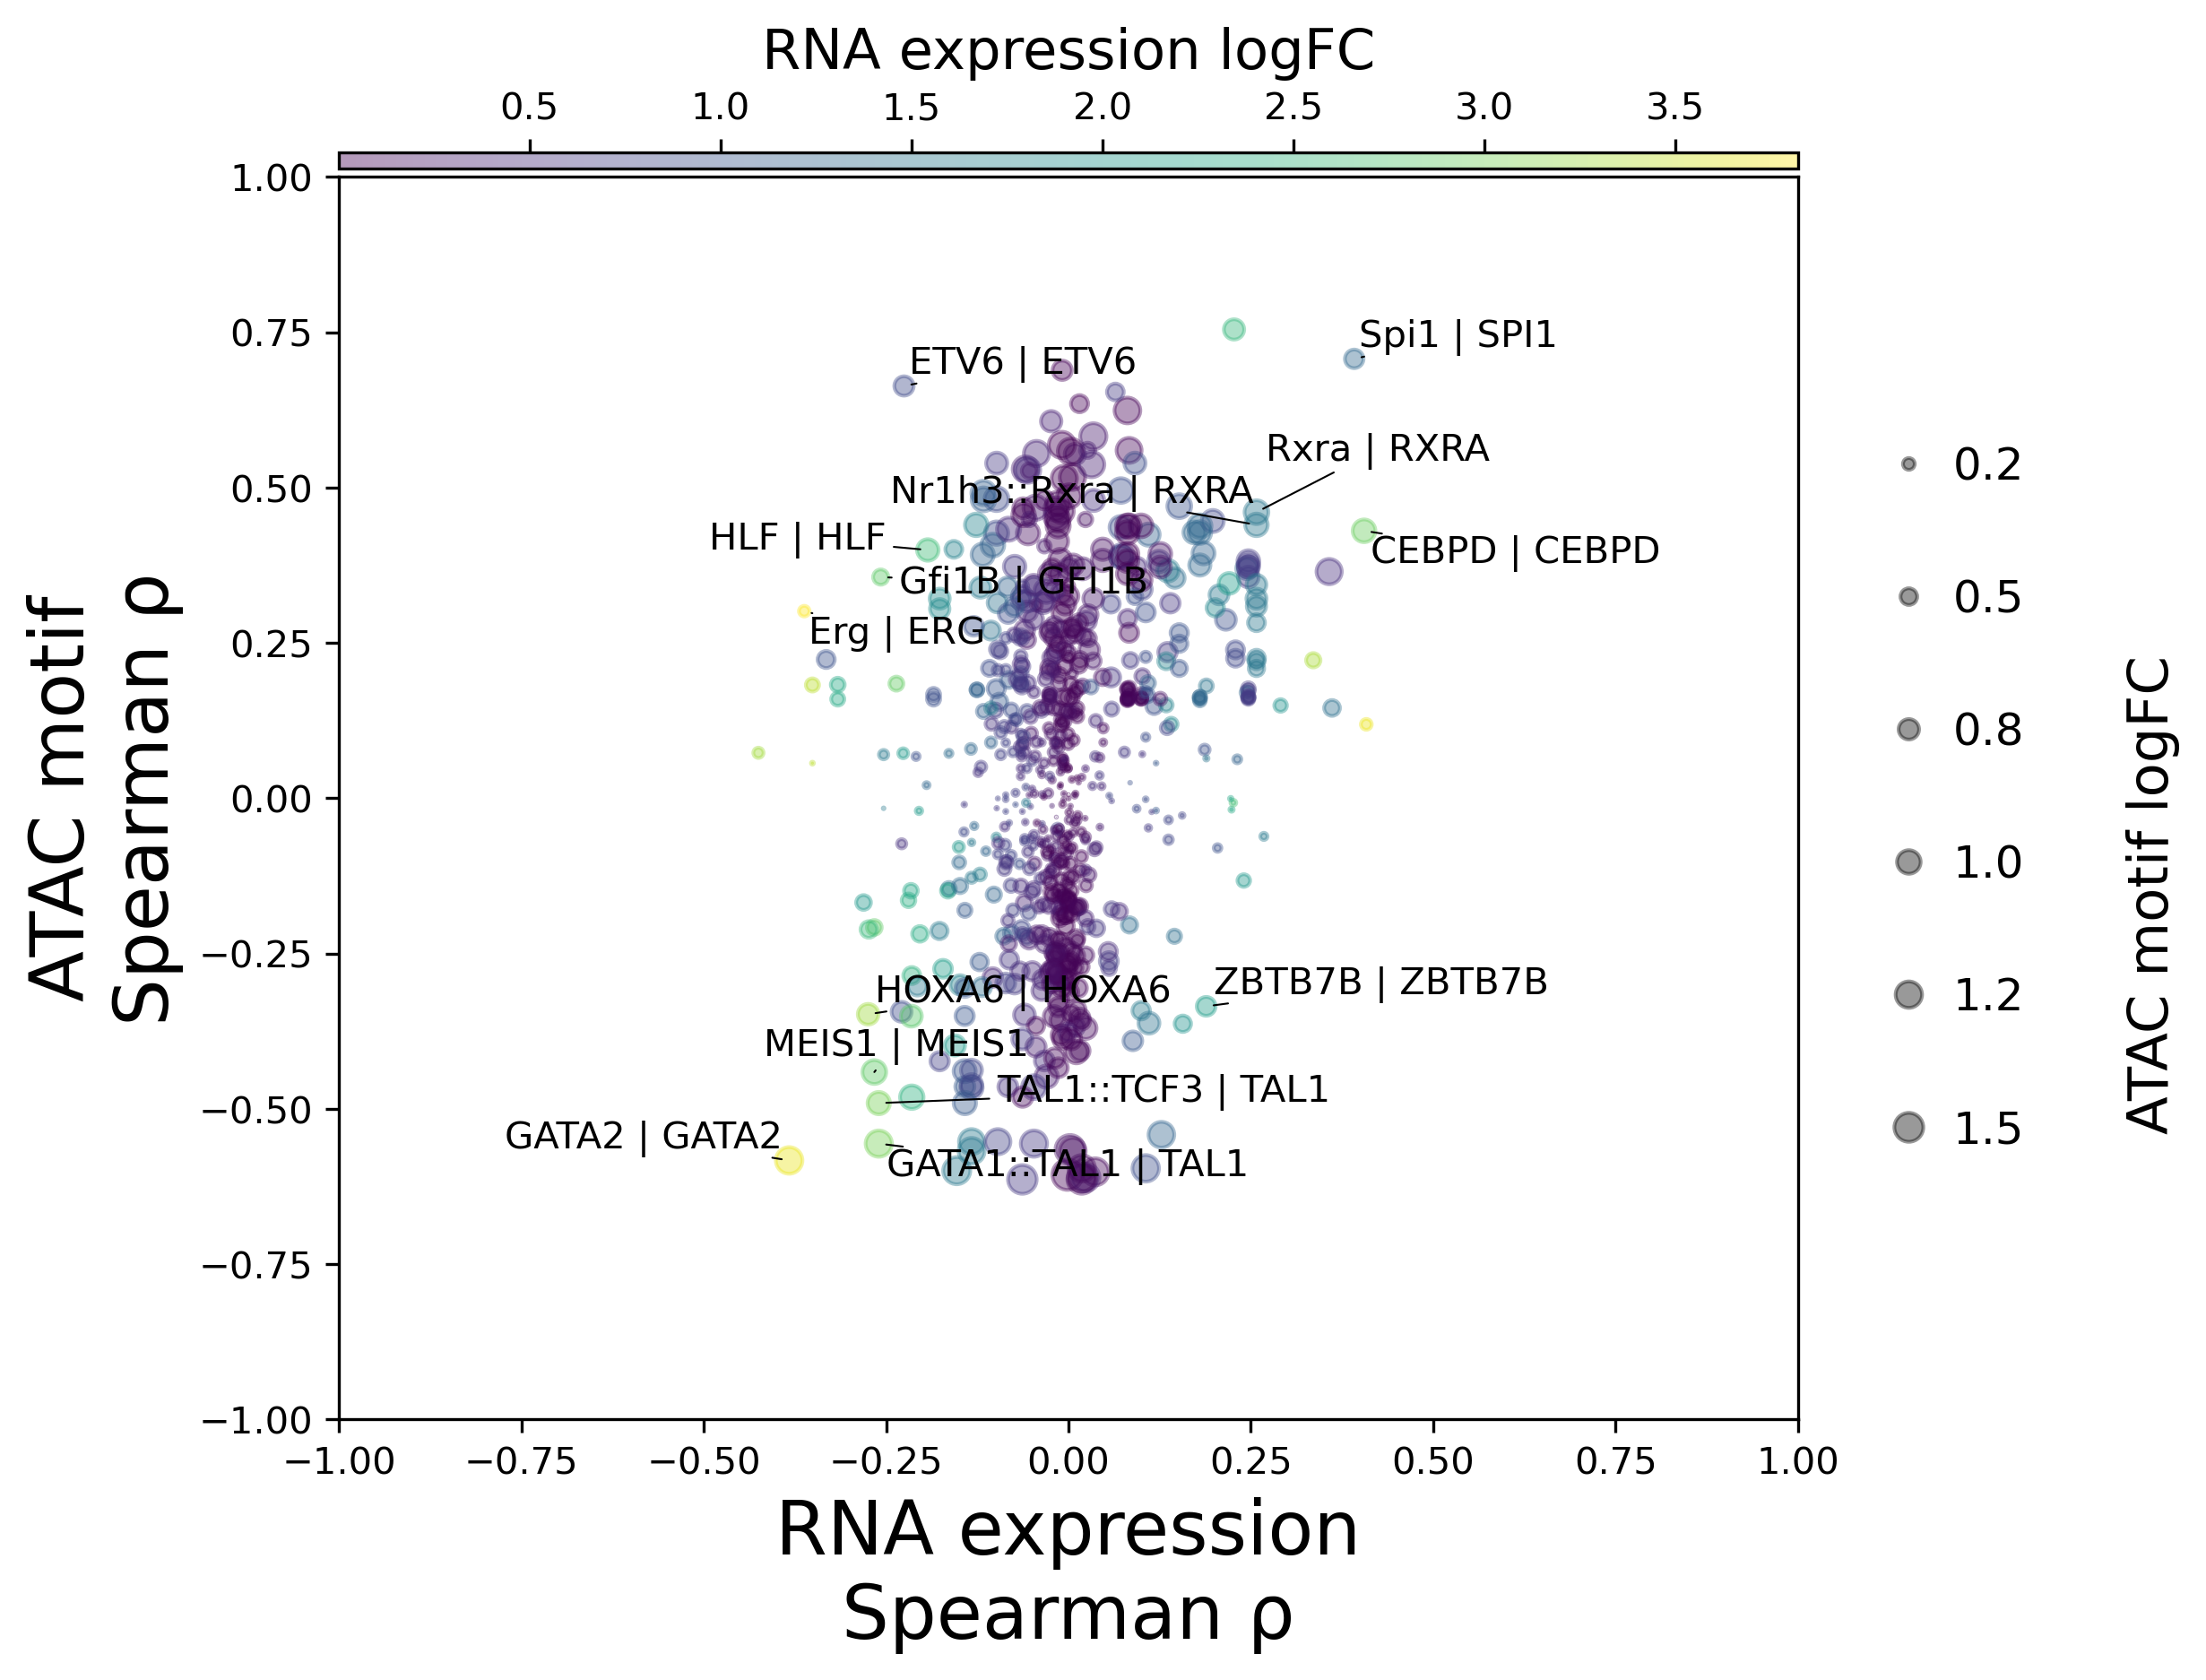 RNA expression logFC
0.5 1.0 1.5 2.0 2.5 3.0 3.5
1.00
0.75
0.50
0.25
0.00
−0.25
−0.50
−0.75
−1.00
ATAC motif
Spearman ρ
Spi1 | SPI1
ETV6 | ETV6
Rxra | RXRA
Nr1h3::Rxra | RXRA
HLF | HLF
CEBPD | CEBPD
Gfi1B | GFI1B
Erg | ERG
ZBTB7B | ZBTB7B
HOXA6 | HOXA6
MEIS1 | MEIS1
TAL1::TCF3 | TAL1
GATA2 | GATA2
GATA1::TAL1 | TAL1
−1.00 −0.75 −0.50 −0.25 0.00 0.25 0.50 0.75 1.00
RNA expression
Spearman ρ
0.2
0.5
0.8
1.0
1.2
1.5
ATAC motif logFC